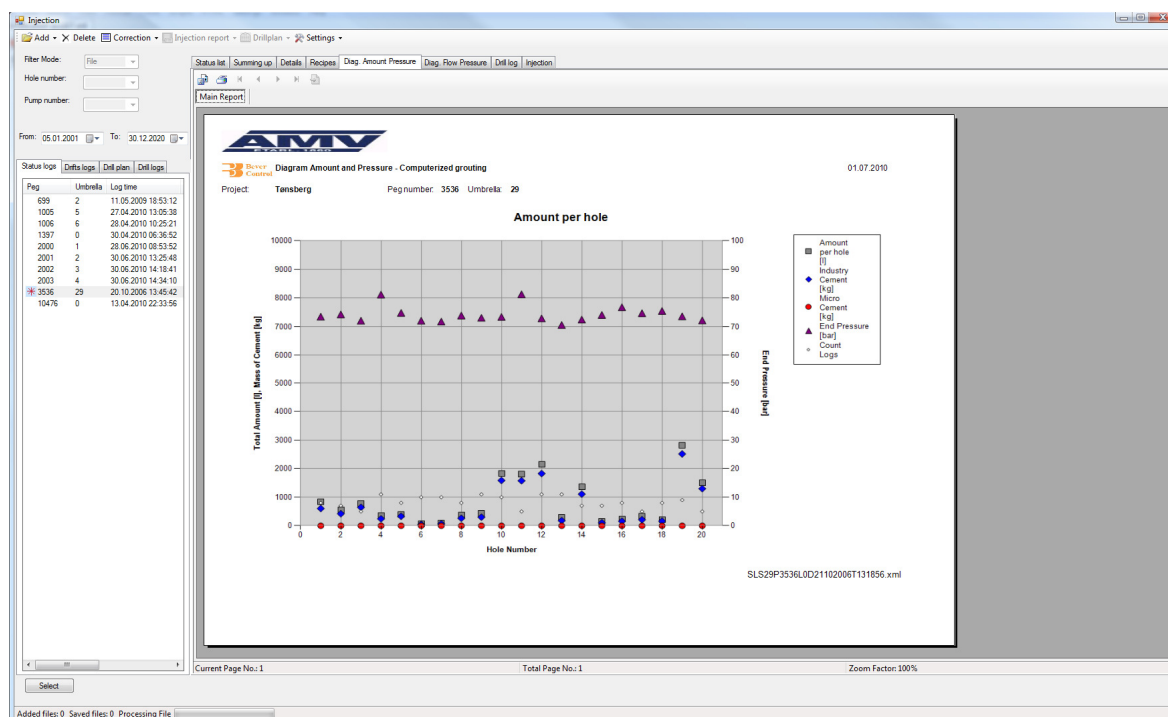 Injection
Add Delete Correction Injection report Drillplan Settings
Filter Mode: File
Hole number:
Pump number:
From: 05.01.2001 To: 30.12.2020
Status logs Drifts logs Drill plan Drill logs
Peg Umbrella Log time
699 2 11.05.2009 18:53:12
1005 5 27.04.2010 13:05:38
1006 6 28.04.2010 10:25:21
1397 0 30.04.2010 06:36:52
2000 1 28.06.2010 08:53:52
2001 2 30.06.2010 13:25:48
2002 3 30.06.2010 14:18:41
2003 4 30.06.2010 14:34:10
3536 29 20.10.2006 13:45:42
10476 0 13.04.2010 22:33:56
Select
Status list Summing up Details Recipes Diag. Amount Pressure Diag. Flow Pressure Drill log Injection
Main Report
AMV
ETABL 1860
Bever Control
Diagram Amount and Pressure - Computerized grouting
01.07.2010
Project: Tønsberg Peg number: 3536 Umbrella: 29
Amount per hole
Total Amount [l], Mass of Cement [kg]
10000
9000
8000
7000
6000
5000
4000
3000
2000
1000
0
0 2 4 6 8 10 12 14 16 18 20
Hole Number
100
90
80
70
60
50
40
30
20
10
0
End Pressure [bar]
Amount
per hole
[l]
Industry
Cement
[kg]
Micro
Cement
[kg]
End Pressure
[bar]
Count
Logs
SLS29P3536L0D21102006T131856.xml
Current Page No.: 1 Total Page No.: 1 Zoom Factor: 100%
Added files: 0 Saved files: 0 Processing File